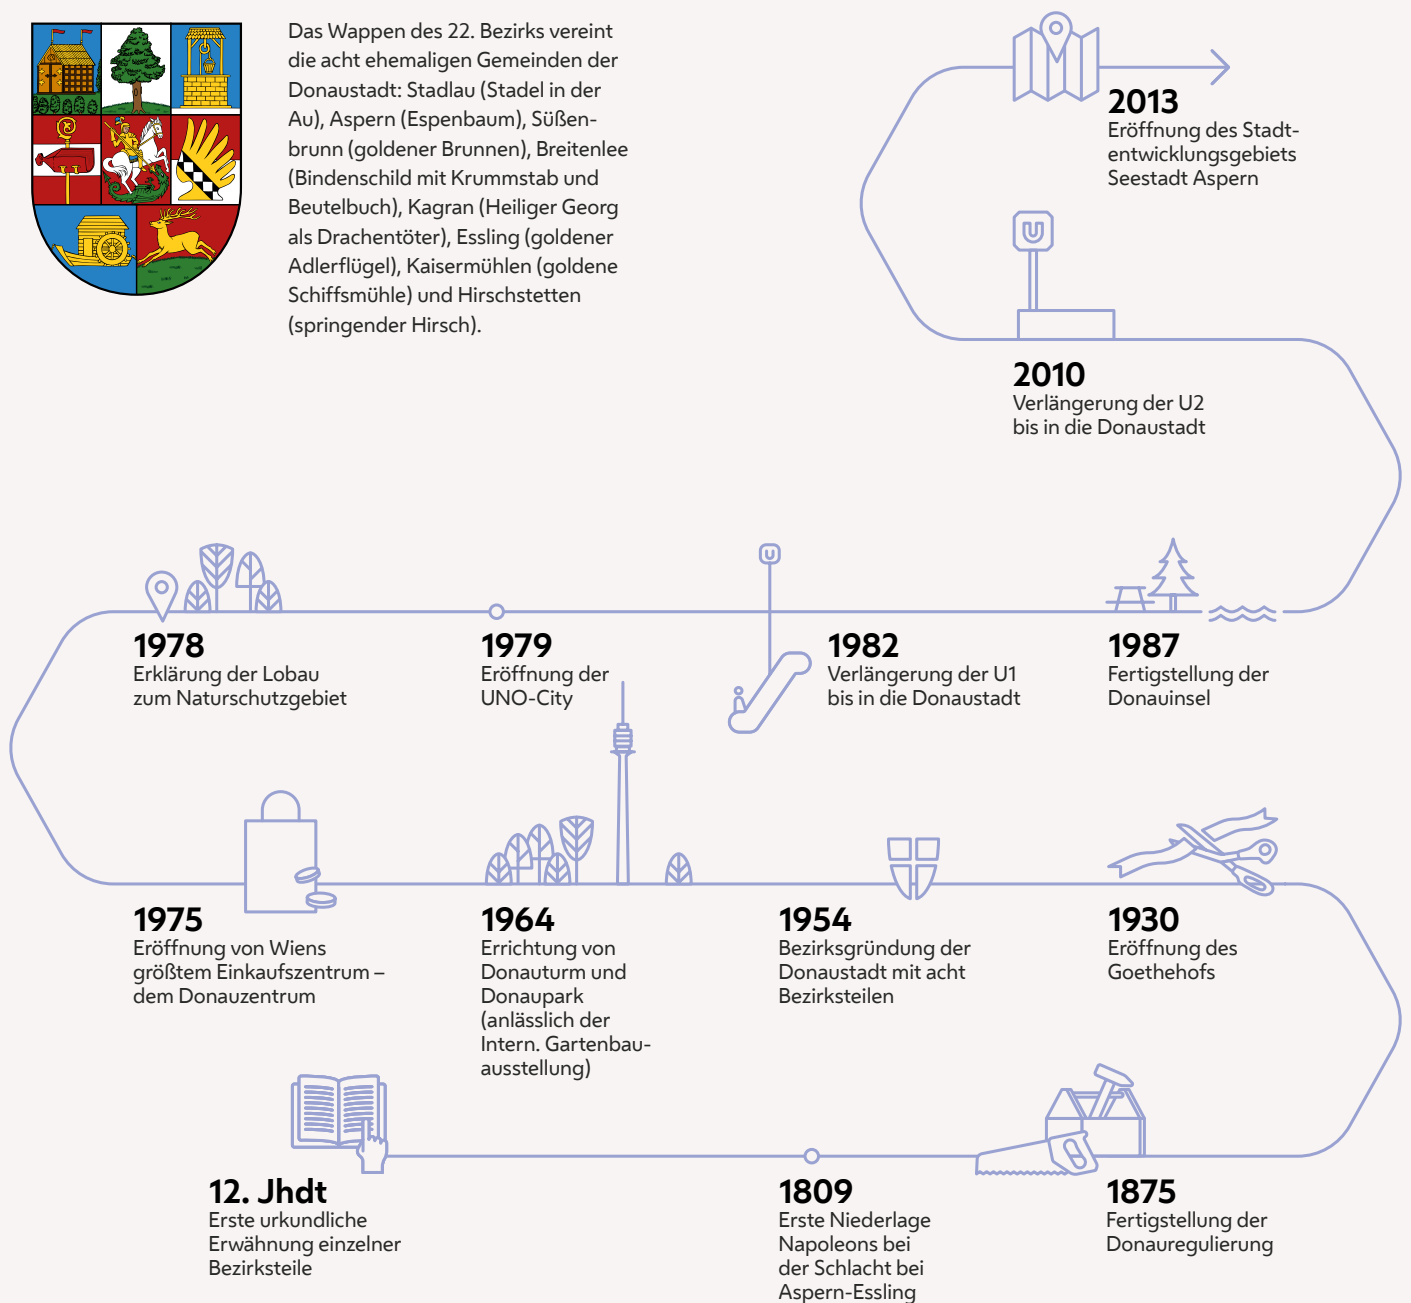 Das Wappen des 22. Bezirks vereint
die acht ehemaligen Gemeinden der
Donaustadt: Stadlau (Stadel in der
Au), Aspern (Espenbaum), Süßen-
brunn (goldener Brunnen), Breitenlee
(Bindenschild mit Krummstab und
Beutelbuch), Kagran (Heiliger Georg
als Drachentöter), Essling (goldener
Adlerflügel), Kaisermühlen (goldene
Schiffsmühle) und Hirschstetten
(springender Hirsch).
2013
Eröffnung des Stadt-
entwicklungsgebiets
Seestadt Aspern
U
2010
Verlängerung der U2
bis in die Donaustadt
1978
Erklärung der Lobau
zum Naturschutzgebiet
1979
Eröffnung der
UNO-City
U
1982
Verlängerung der U1
bis in die Donaustadt
1987
Fertigstellung der
Donauinsel
1975
Eröffnung von Wiens
größtem Einkaufszentrum –
dem Donauzentrum
1964
Errichtung von
Donauturm und
Donaupark
(anlässlich der
Intern. Gartenbau-
ausstellung)
1954
Bezirksgründung der
Donaustadt mit acht
Bezirksteilen
1930
Eröffnung des
Goethehofs
12. Jhdt
Erste urkundliche
Erwähnung einzelner
Bezirksteile
1809
Erste Niederlage
Napoleons bei
der Schlacht bei
Aspern-Essling
1875
Fertigstellung der
Donauregulierung